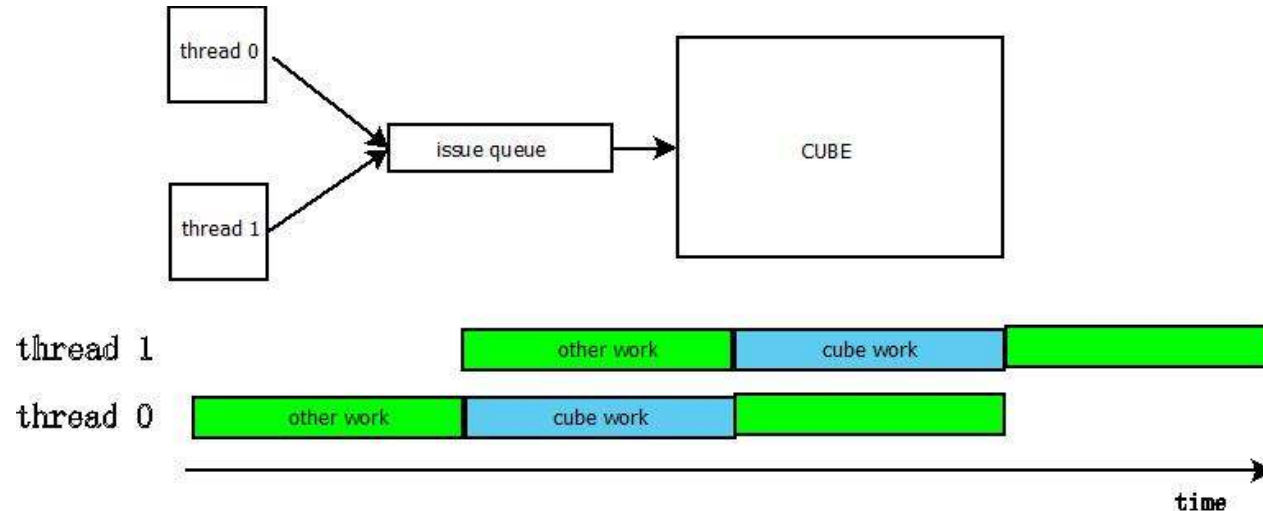 thread 0
issue queue
CUBE
thread 1
thread 1
other work
cube work
thread 0
other work
cube work
time